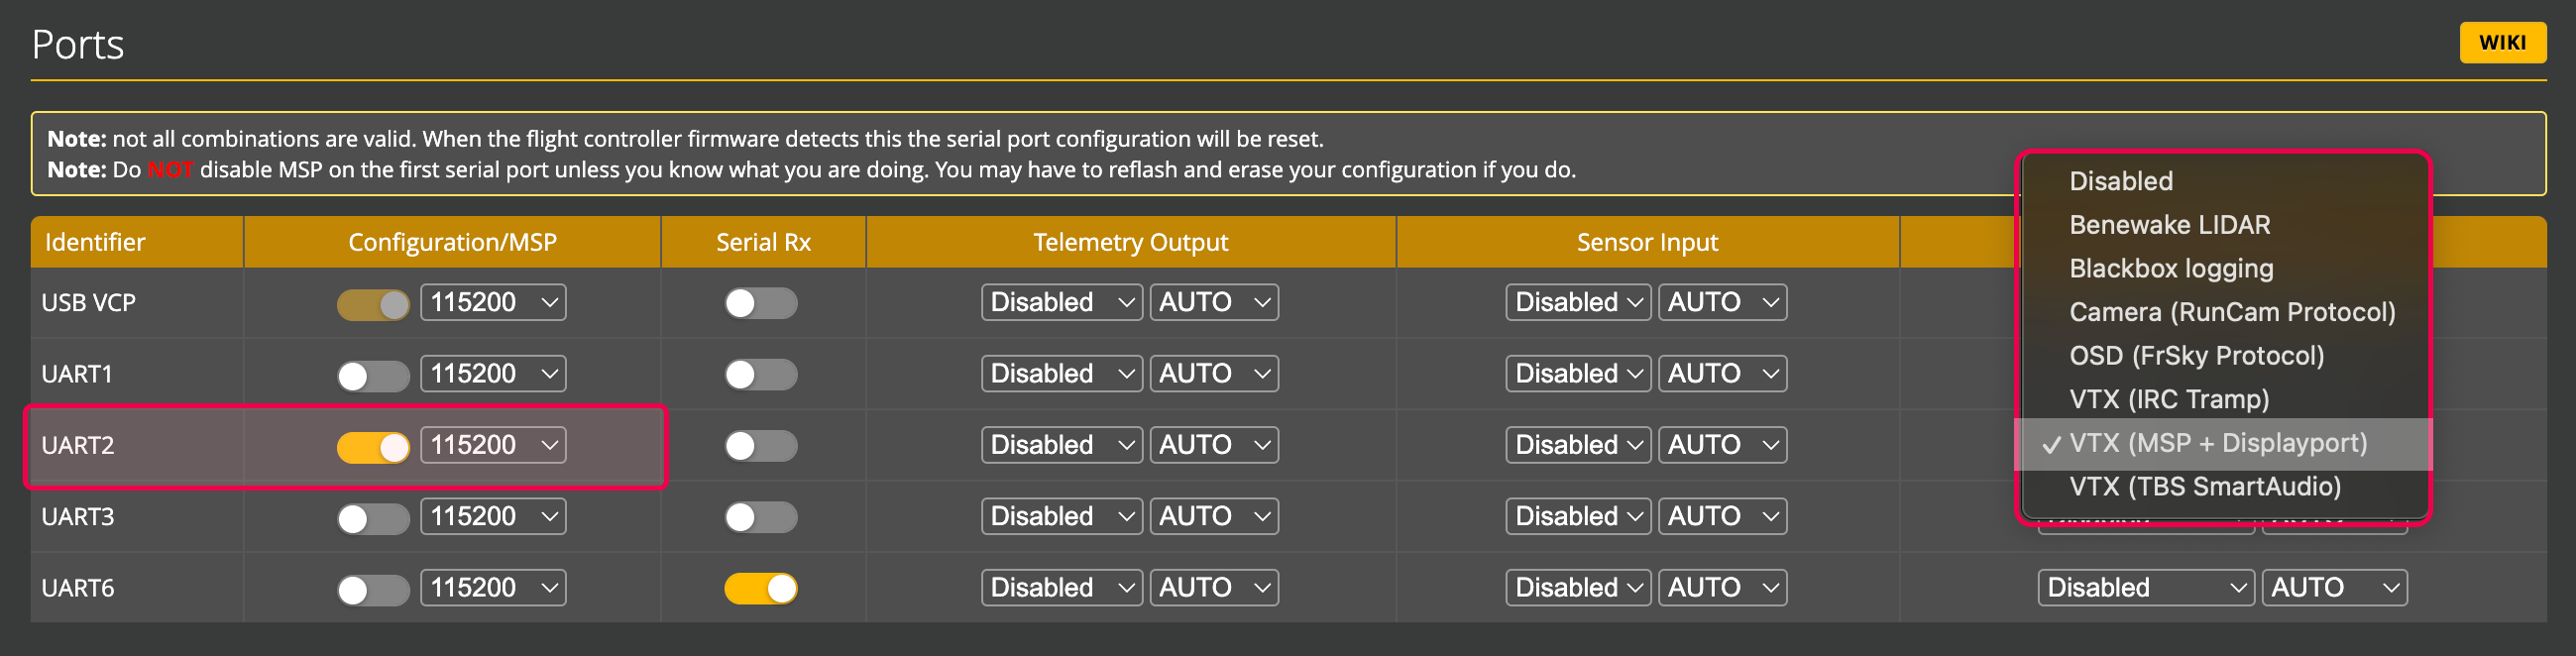 Ports
WIKI
Note: not all combinations are valid. When the flight controller firmware detects this the serial port configuration will be reset.
Note: Do NOT disable MSP on the first serial port unless you know what you are doing. You may have to reflash and erase your configuration if you do.
Identifier Configuration/MSP Serial Rx Telemetry Output Sensor Input
USB VCP 115200 Disabled AUTO Disabled AUTO
UART1 115200 Disabled AUTO Disabled AUTO
UART2 115200 Disabled AUTO Disabled AUTO
UART3 115200 Disabled AUTO Disabled AUTO
UART6 115200 Disabled AUTO Disabled AUTO Disabled AUTO
Disabled
Benewake LIDAR
Blackbox logging
Camera (RunCam Protocol)
OSD (FrSky Protocol)
VTX (IRC Tramp)
✓ VTX (MSP + Displayport)
VTX (TBS SmartAudio)